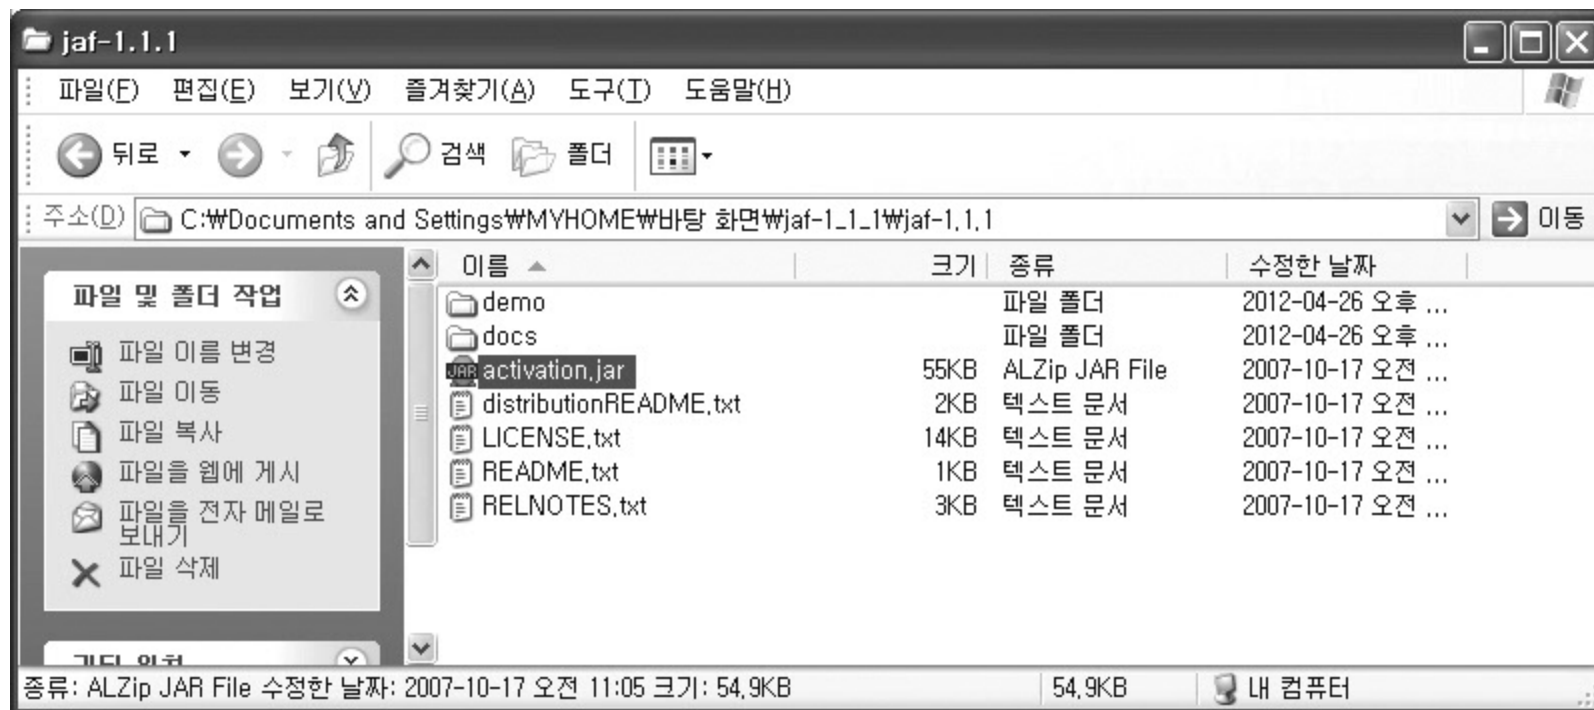 jaf-1.1.1
파일(F) 편집(E) 보기(V) 즐겨찾기(A) 도구(T) 도움말(H)
뒤로 검색 폴더
주소(D) C:₩Documents and Settings₩MYHOME₩바탕 화면₩jaf-1_1_1₩jaf-1.1.1 이동
파일 및 폴더 작업
파일 이름 변경
파일 이동
파일 복사
파일을 웹에 게시
파일을 전자 메일로
보내기
파일 삭제
기타 위치
이름 크기 종류 수정한 날짜
demo 파일 폴더 2012-04-26 오후 ...
docs 파일 폴더 2012-04-26 오후 ...
JAR activation.jar 55KB ALZip JAR File 2007-10-17 오전 ...
distributionREADME.txt 2KB 텍스트 문서 2007-10-17 오전 ...
LICENSE.txt 14KB 텍스트 문서 2007-10-17 오전 ...
README.txt 1KB 텍스트 문서 2007-10-17 오전 ...
RELNOTES.txt 3KB 텍스트 문서 2007-10-17 오전 ...
종류: ALZip JAR File 수정한 날짜: 2007-10-17 오전 11:05 크기: 54.9KB 54.9KB 내 컴퓨터